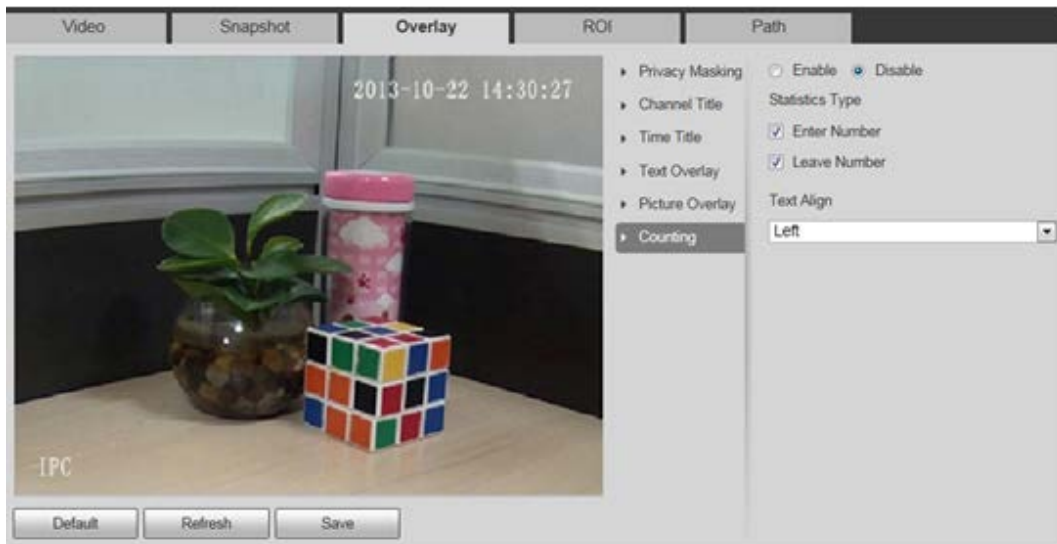 Video Snapshot Overlay ROI Path
2013-10-22 14:30:27
IPC
Privacy Masking
Channel Title
Time Title
Text Overlay
Picture Overlay
Counting
Enable Disable
Statistics Type
Enter Number
Leave Number
Text Align
Left
Default Refresh Save